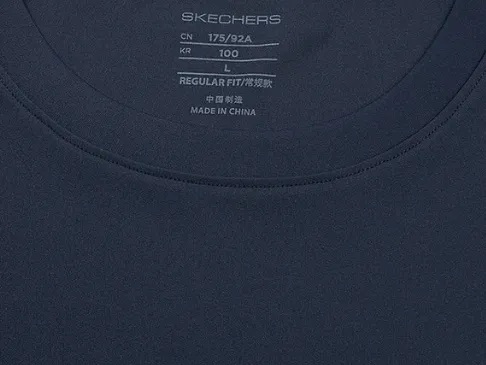 SKECHERS
CN 175/92A
KR 100
L
REGULAR FIT/常规款
中国制造
MADE IN CHINA